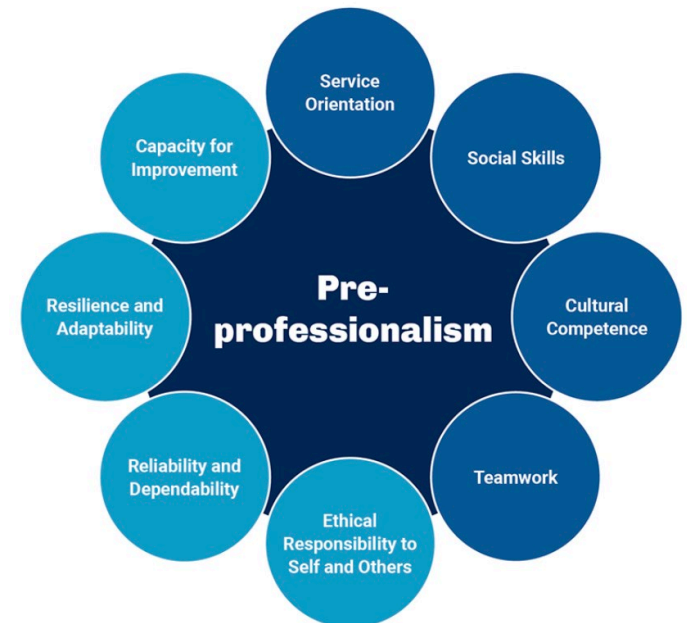 Pre-
professionalism
Service
Orientation
Social Skills
Cultural
Competence
Teamwork
Ethical
Responsibility to
Self and Others
Reliability and
Dependability
Resilience and
Adaptability
Capacity for
Improvement